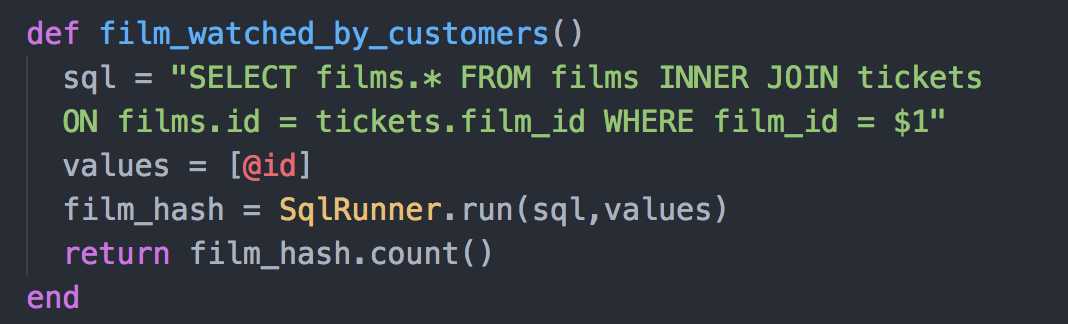 def film_watched_by_customers()
  sql = "SELECT films.* FROM films INNER JOIN tickets
  ON films.id = tickets.film_id WHERE film_id = $1"
  values = [@id]
  film_hash = SqlRunner.run(sql,values)
  return film_hash.count()
end